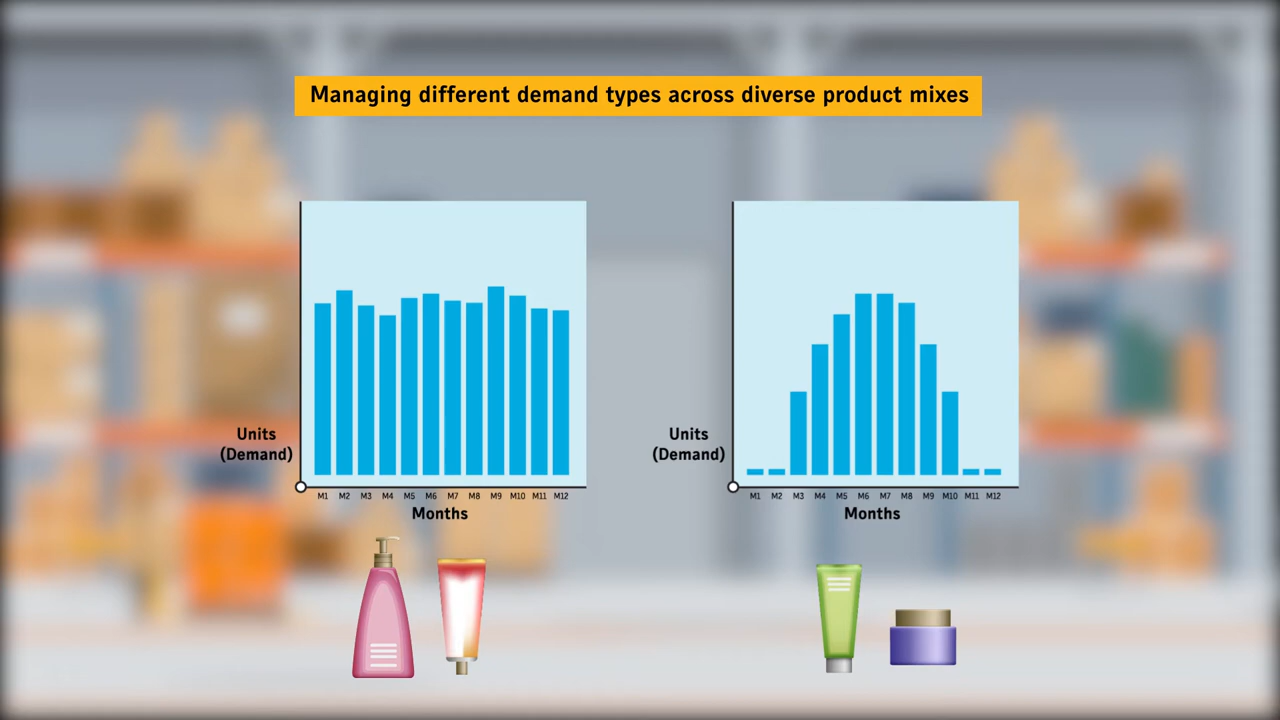 Managing different demand types across diverse product mixes
Units
(Demand)
M1 M2 M3 M4 M5 M6 M7 M8 M9 M10 M11 M12
Months
Units
(Demand)
M1 M2 M3 M4 M5 M6 M7 M8 M9 M10 M11 M12
Months